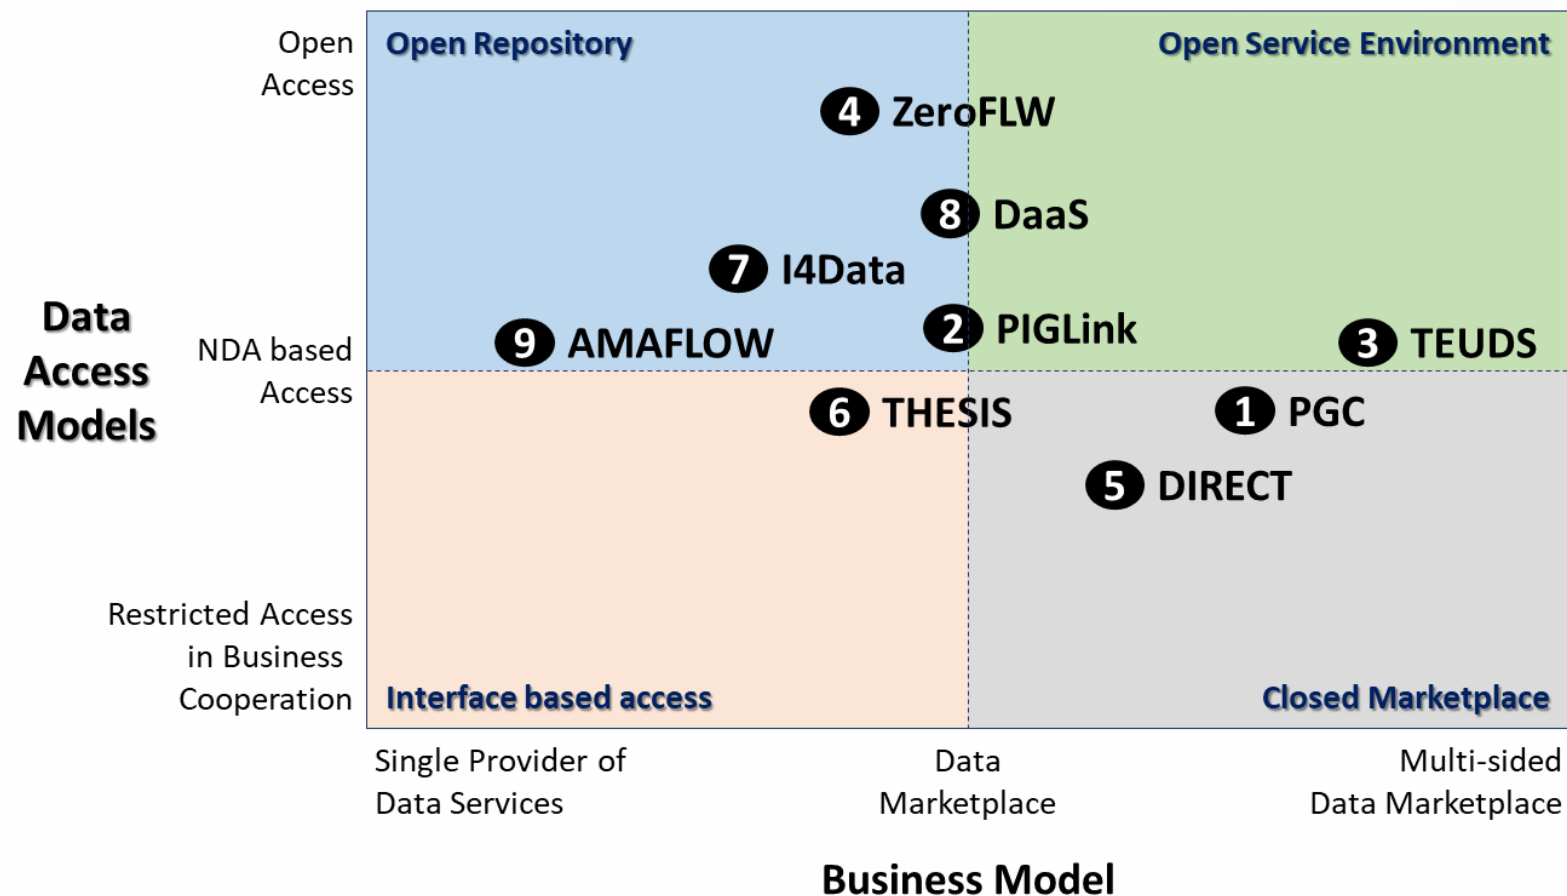 Open
Access
Open Repository
Open Service Environment
4 ZeroFLW
8 DaaS
7 I4Data
2 PIGLink
9 AMAFLOW
3 TEUDS
Data
Access
Models
NDA based
Access
6 THESIS
1 PGC
5 DIRECT
Restricted Access
in Business
Cooperation
Interface based access
Closed Marketplace
Single Provider of
Data Services
Data
Marketplace
Multi-sided
Data Marketplace
Business Model